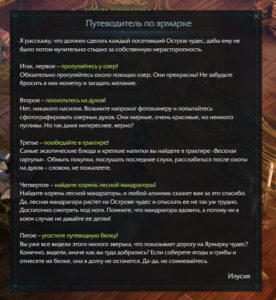 Путеводитель по ярмарке
Я расскажу, что должен сделать каждый посетивший Остров чудес, дабы ему не
было потом мучительно стыдно за собственную нерасторопность.
Итак, первое – прогуляйтесь у озер!
Обязательно прогуляйтесь около поющих озер. Они прекрасны! Не забудьте
бросить в них монетку и загадать желание.
Второе – поохотьтесь на духов!
Нет, никакого насилия. Возьмите напрокат фотокамеру и попытайтесь
сфотографировать озерных духов. Они мирные, очень красивые, но немного
пугливы. Но так даже интереснее, верно?
Третье – пообедайте в трактире!
Самые экзотические блюда и крепкие напитки вы найдете в трактире «Веселая
гаргулья». Обмыть покупки, послушать последние слухи, расслабиться после охоты
на духов – словом, не пожалеете.
Четвертое – найдите корень лесной мандрагоры!
Найдите корень лесной мандрагоры, и любой алхимик скажет вам за это спасибо.
Да, лесная мандрагора растет на Острове чудес и отыскать ее не так уж трудно.
Достаточно смотреть под ноги. Помните, что мандрагора ядовита, а потому ни в
коем случае не давайте ее детям!
Пятое – угостите путеводную белку!
Вы уже все видели этого милого зверька, что показывает дорогу на Ярмарку чудес?
Конечно, видели, иначе как вы туда добрались? Если соберете ягоды и грибы и
отнесете их белке, она в долгу не останется. Да-да, не сомневайтесь.
Илусия